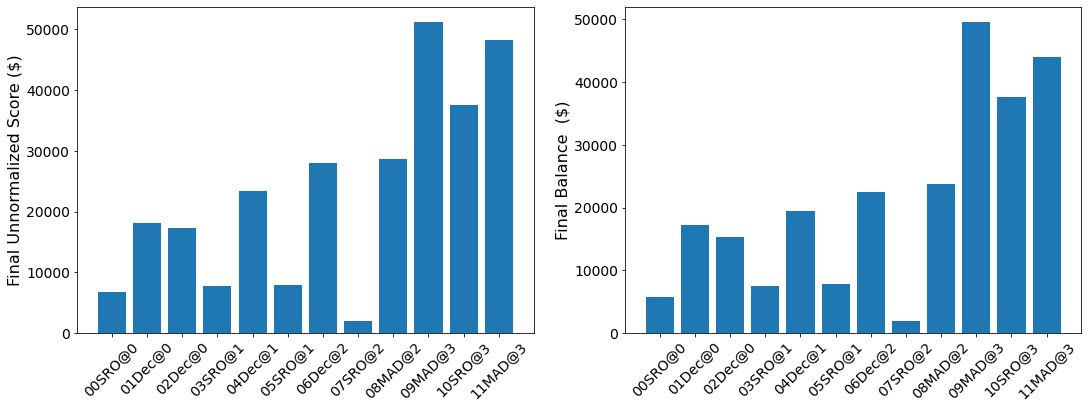 Final Unnormalized Score ($)
50000
40000
30000
20000
10000
0
00SRO@0
01Dec@0
02Dec@0
03SRO@1
04Dec@1
05SRO@1
06Dec@2
07SRO@2
08MAD@2
09MAD@3
10SRO@3
11MAD@3
Final Balance ($)
50000
40000
30000
20000
10000
0
00SRO@0
01Dec@0
02Dec@0
03SRO@1
04Dec@1
05SRO@1
06Dec@2
07SRO@2
08MAD@2
09MAD@3
10SRO@3
11MAD@3